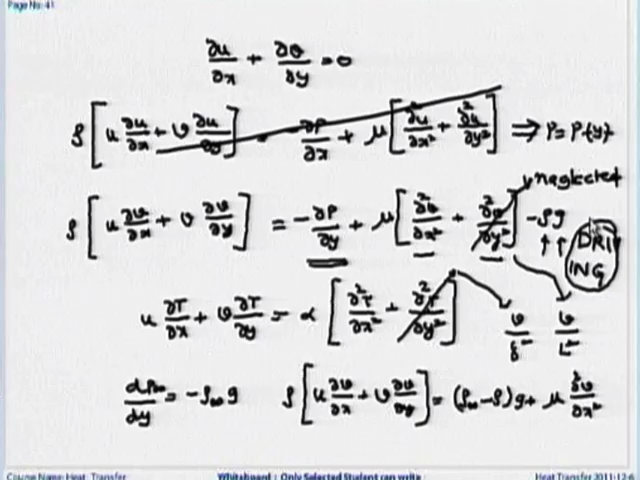 Page No: 41
∂u/∂x + ∂v/∂y = 0
ρ[u ∂u/∂x + v ∂u/∂y] = -∂P/∂x + μ[∂²u/∂x² + ∂²u/∂y²] ⇒ P = P(y)
neglected
ρ[u ∂v/∂x + v ∂v/∂y] = -∂P/∂y + μ[∂²v/∂x² + ∂²v/∂y²] - ρg
DRI
ING
u ∂T/∂x + v ∂T/∂y = α[∂²T/∂x² + ∂²T/∂y²]
v/δ² v/L²
dP∞/dy = -ρ∞ g ρ[u ∂v/∂x + v ∂v/∂y] = (ρ∞ - ρ)g + μ ∂²v/∂x²
Course Name: Heat Transfer Whiteboard : Only Selected Student can write Heat Transfer 2011:12:6